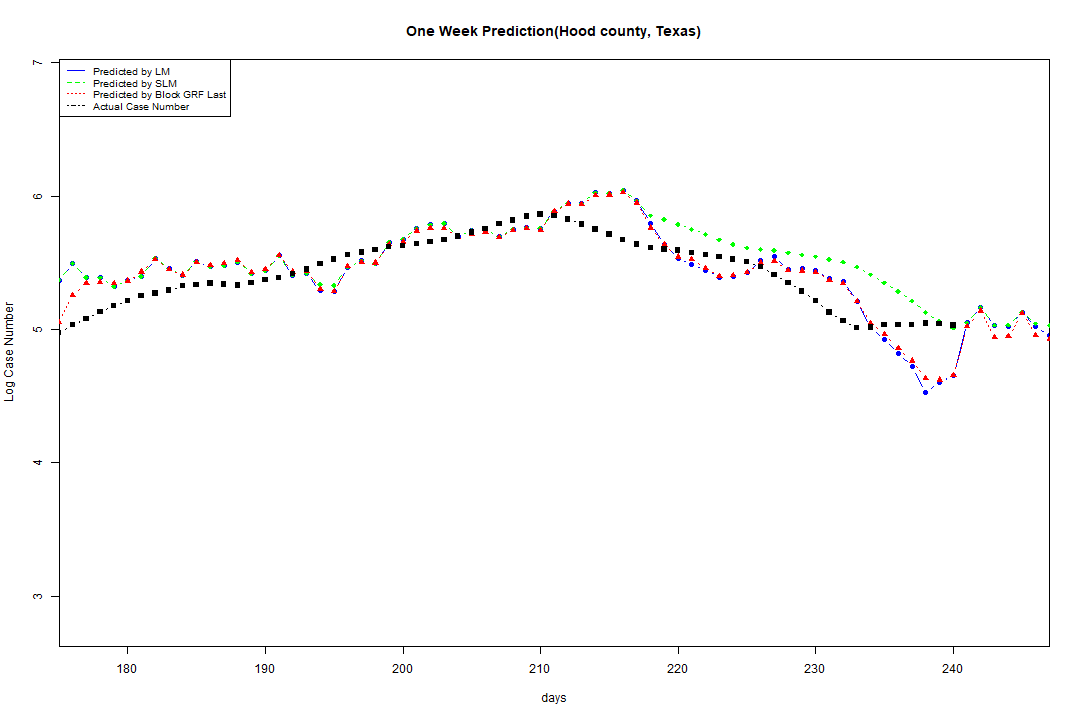 One Week Prediction(Hood county, Texas)
Predicted by LM
Predicted by SLM
Predicted by Block GRF Last
Actual Case Number
7
6
5
4
3
Log Case Number
180 190 200 210 220 230 240
days